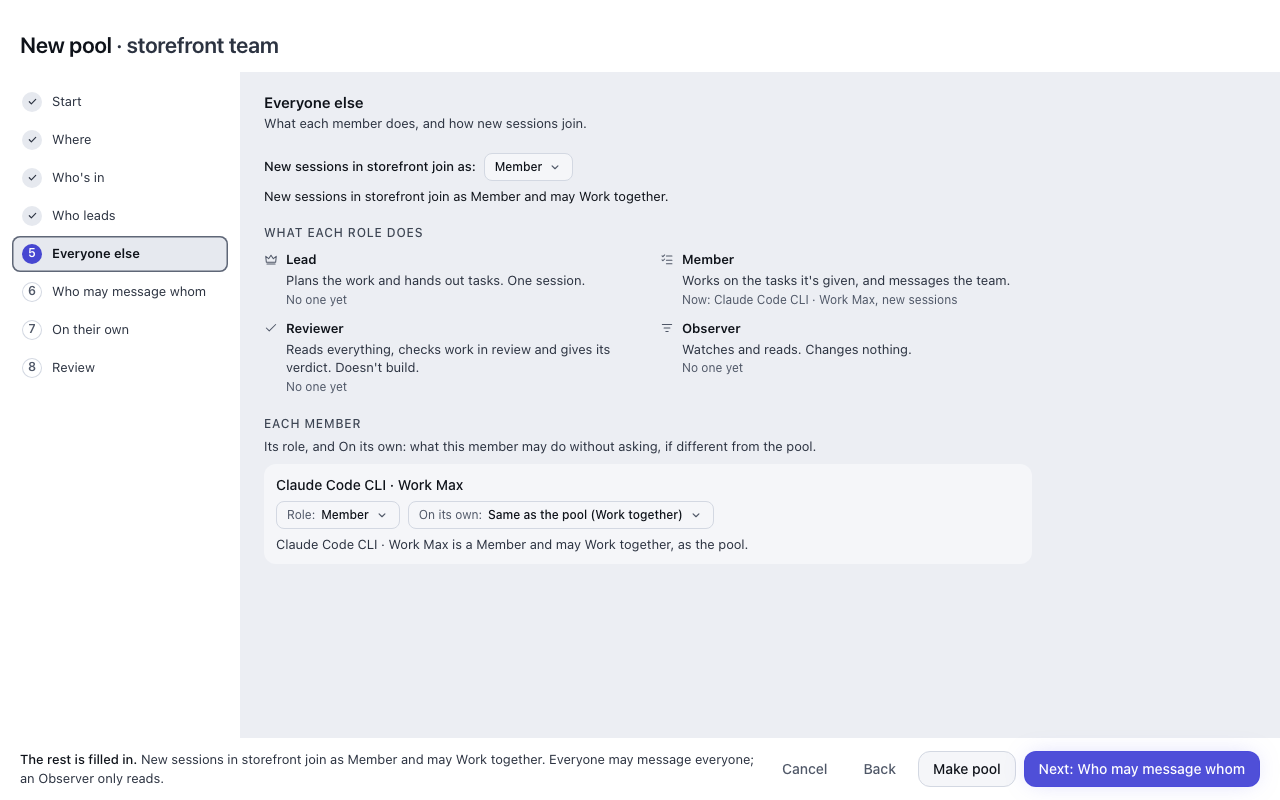 New pool · storefront team
Start
Where
Who's in
Who leads
5 Everyone else
6 Who may message whom
7 On their own
8 Review
Everyone else
What each member does, and how new sessions join.
New sessions in storefront join as: Member
New sessions in storefront join as Member and may Work together.
WHAT EACH ROLE DOES
Lead
Plans the work and hands out tasks. One session.
No one yet
Member
Works on the tasks it's given, and messages the team.
Now: Claude Code CLI · Work Max, new sessions
Reviewer
Reads everything, checks work in review and gives its
verdict. Doesn't build.
No one yet
Observer
Watches and reads. Changes nothing.
No one yet
EACH MEMBER
Its role, and On its own: what this member may do without asking, if different from the pool.
Claude Code CLI · Work Max
Role: Member On its own: Same as the pool (Work together)
Claude Code CLI · Work Max is a Member and may Work together, as the pool.
The rest is filled in. New sessions in storefront join as Member and may Work together. Everyone may message everyone;
an Observer only reads.
Cancel Back Make pool Next: Who may message whom